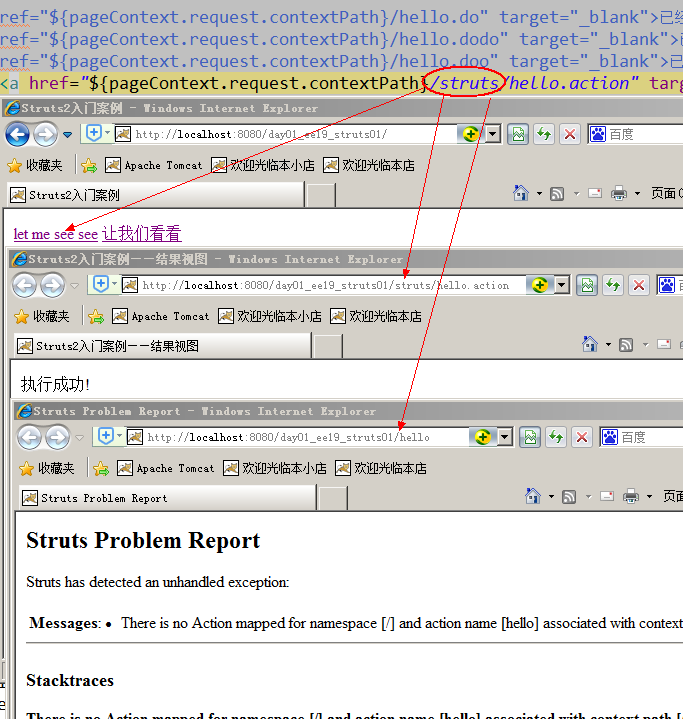 ref="${pageContext.request.contextPath}/hello.do" target="_blank">已经
ref="${pageContext.request.contextPath}/hello.dodo" target="_blank">已
ref="${pageContext.request.contextPath}/hello.doo" target="_blank">已
<a href="${pageContext.request.contextPath}/struts/hello.action" targ
Struts2入门案例 - Windows Internet Explorer
http://localhost:8080/day01_ee19_struts01/
百度
收藏夹 Apache Tomcat 欢迎光临本小店 欢迎光临本店
Struts2入门案例
页面(
let me see see 让我们看看
Struts2入门案例——结果视图 - Windows Internet Explorer
http://localhost:8080/day01_ee19_struts01/struts/hello.action
收藏夹 Apache Tomcat 欢迎光临本小店 欢迎光临本店
Struts2入门案例——结果视图
执行成功!
Struts Problem Report - Windows Internet Explorer
http://localhost:8080/day01_ee19_struts01/hello
百度
收藏夹 Apache Tomcat 欢迎光临本小店 欢迎光临本店
Struts Problem Report
页面
Struts Problem Report
Struts has detected an unhandled exception:
Messages: • There is no Action mapped for namespace [/] and action name [hello] associated with context
Stacktraces
There is no Action mapped for namespace [/] and action name [hello] associated with context path [